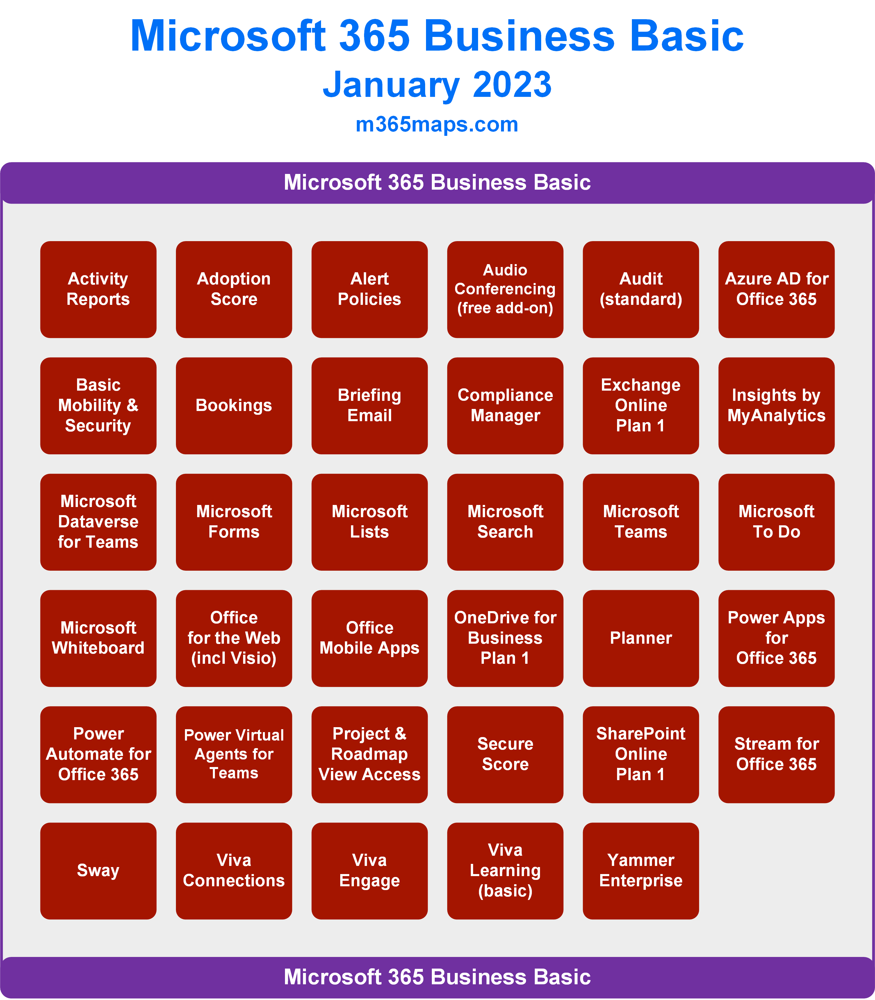 Microsoft 365 Business Basic
January 2023
m365maps.com
Microsoft 365 Business Basic
Activity
Reports
Adoption
Score
Alert
Policies
Audio
Conferencing
(free add-on)
Audit
(standard)
Azure AD for
Office 365
Basic
Mobility &
Security
Bookings
Briefing
Email
Compliance
Manager
Exchange
Online
Plan 1
Insights by
MyAnalytics
Microsoft
Dataverse
for Teams
Microsoft
Forms
Microsoft
Lists
Microsoft
Search
Microsoft
Teams
Microsoft
To Do
Microsoft
Whiteboard
Office
for the Web
(incl Visio)
Office
Mobile Apps
OneDrive for
Business
Plan 1
Planner
Power Apps
for
Office 365
Power
Automate for
Office 365
Power Virtual
Agents for
Teams
Project &
Roadmap
View Access
Secure
Score
SharePoint
Online
Plan 1
Stream for
Office 365
Sway
Viva
Connections
Viva
Engage
Viva
Learning
(basic)
Yammer
Enterprise
Microsoft 365 Business Basic